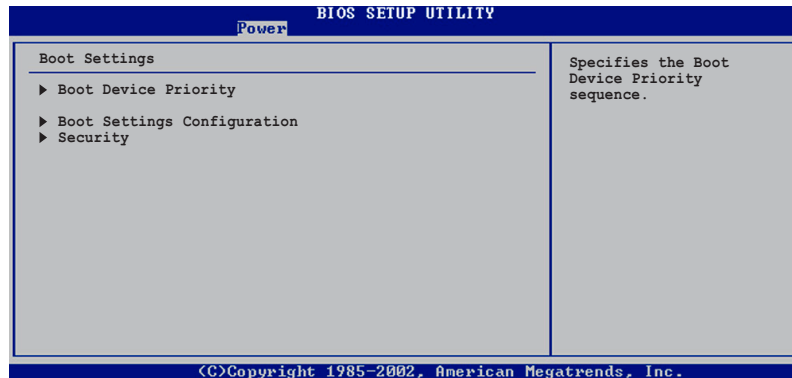 BIOS SETUP UTILITY
Power
Boot Settings
Boot Device Priority
Boot Settings Configuration
Security
Specifies the Boot
Device Priority
sequence.
(C)Copyright 1985-2002, American Megatrends, Inc.